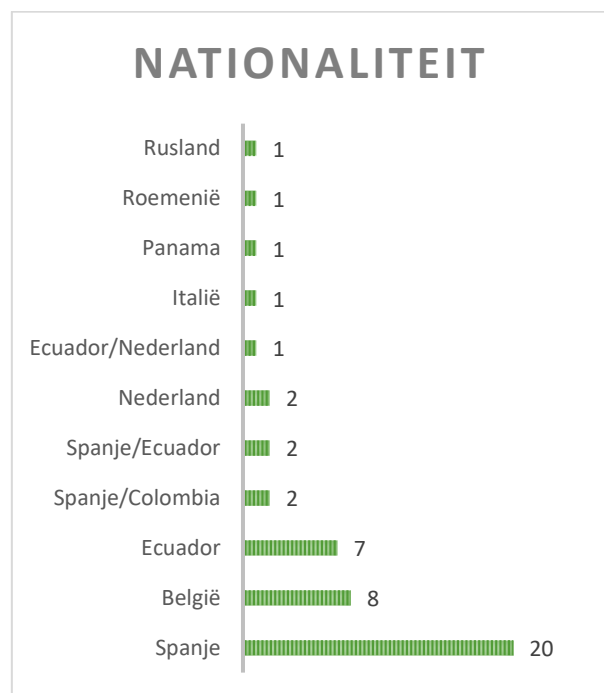 NATIONALITEIT
Rusland 1
Roemenië 1
Panama 1
Italië 1
Ecuador/Nederland 1
Nederland 2
Spanje/Ecuador 2
Spanje/Colombia 2
Ecuador 7
België 8
Spanje 20